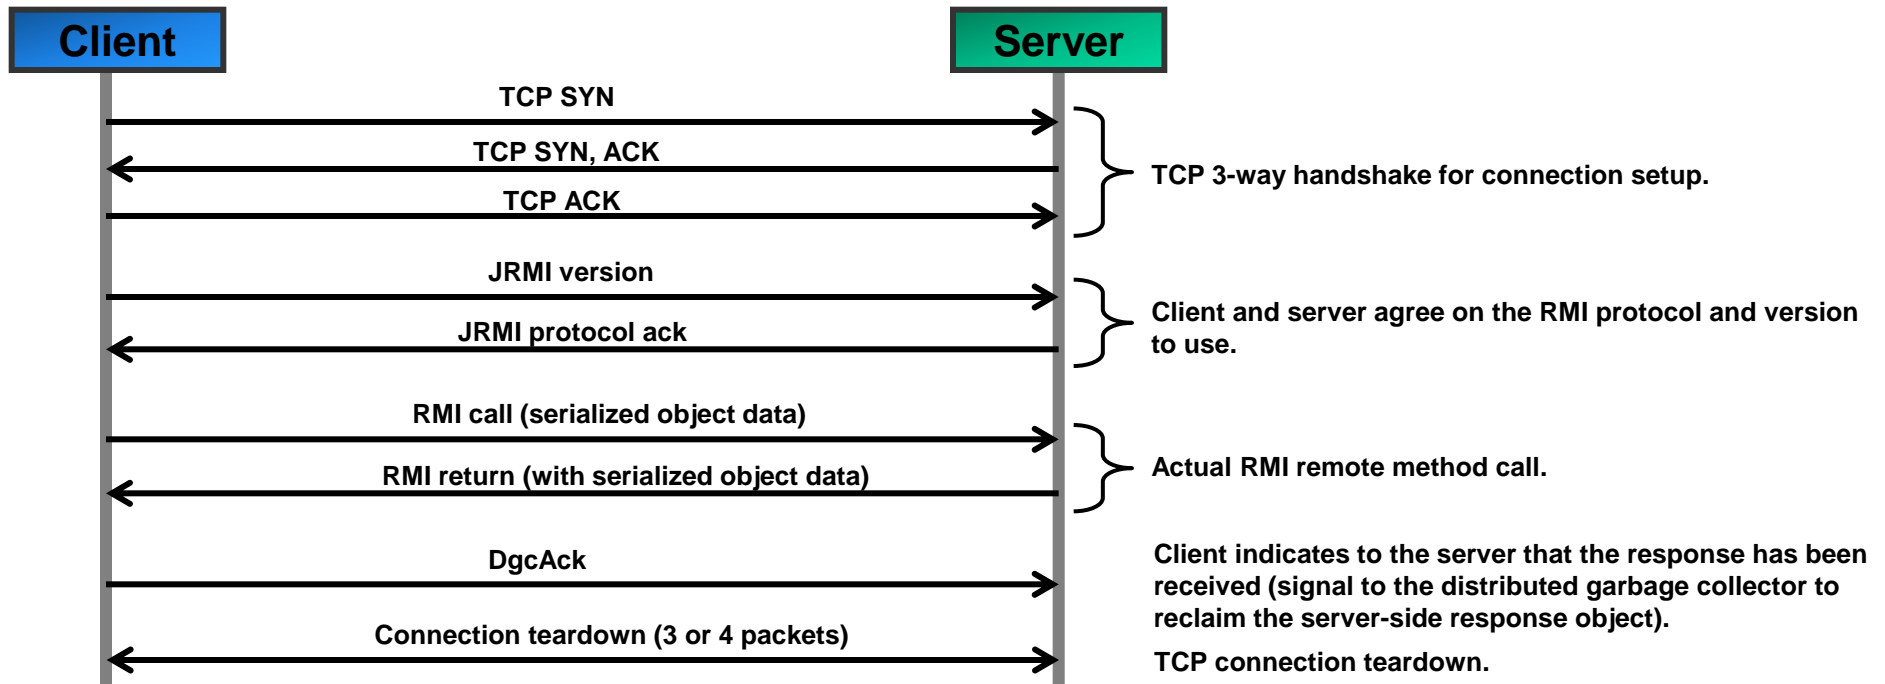 Client
Server
TCP SYN
TCP SYN, ACK
TCP ACK
TCP 3-way handshake for connection setup.
JRMI version
JRMI protocol ack
Client and server agree on the RMI protocol and version
to use.
RMI call (serialized object data)
RMI return (with serialized object data)
Actual RMI remote method call.
DgcAck
Client indicates to the server that the response has been
received (signal to the distributed garbage collector to
reclaim the server-side response object).
Connection teardown (3 or 4 packets)
TCP connection teardown.